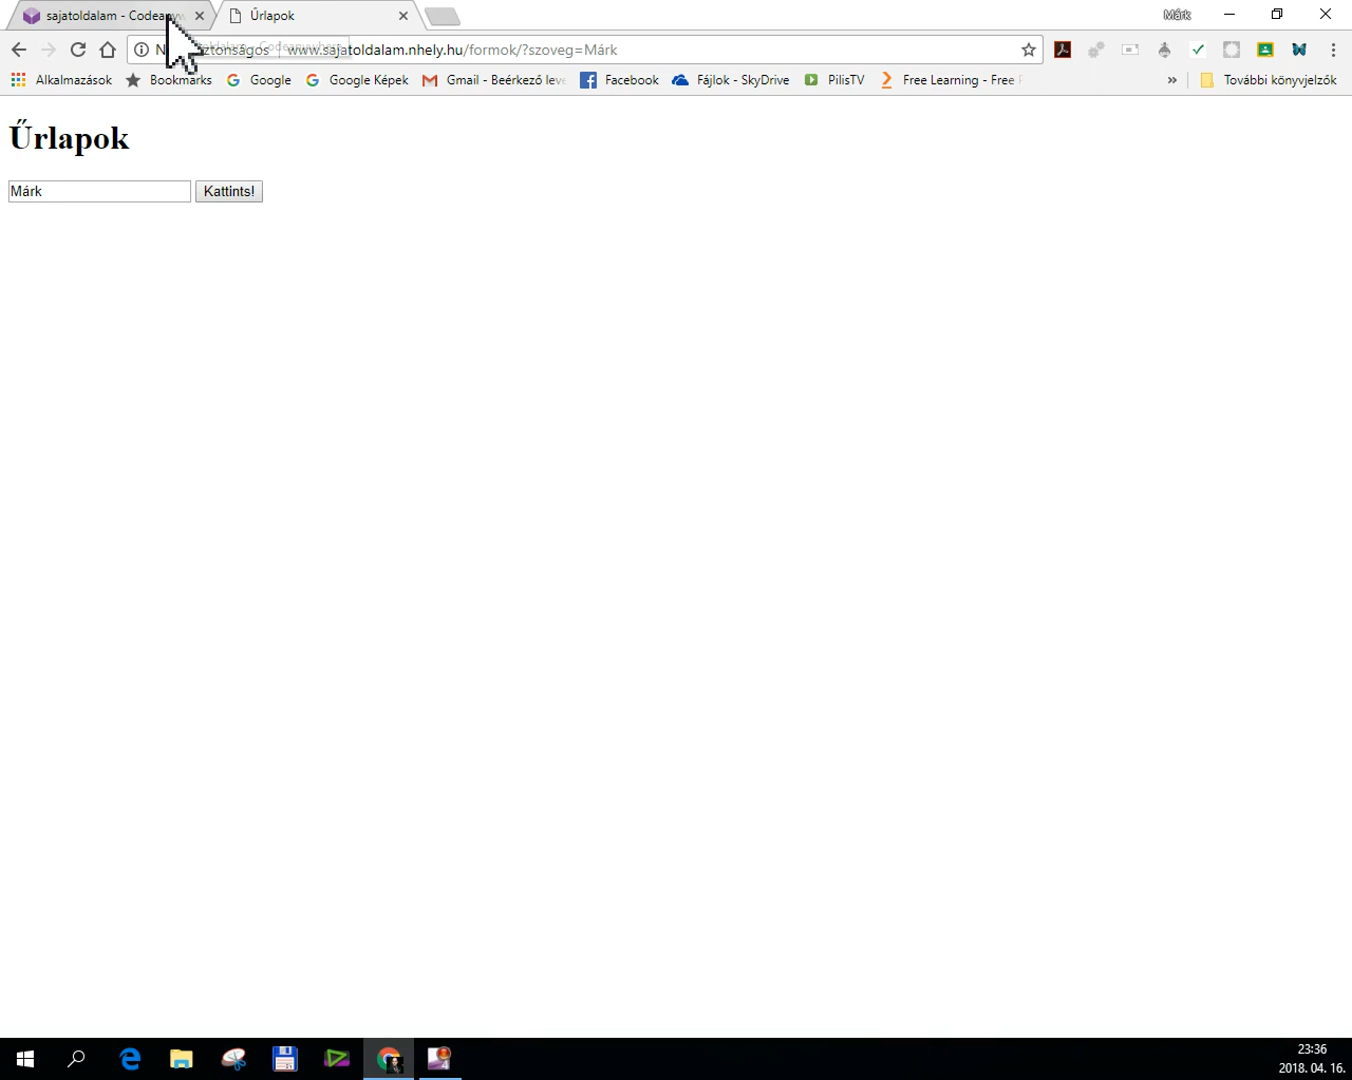 sajatoldalam - Codeanyw
Űrlapok
Márk
www.sajatoldalam.nhely.hu/formok/?szoveg=Márk
Alkalmazások
Bookmarks
Google
Google Képek
Gmail - Beérkező leve
Facebook
Fájlok - SkyDrive
PilisTV
Free Learning - Free
»
További könyvjelzők
Űrlapok
Márk
Kattints!
23:36
2018. 04. 16.